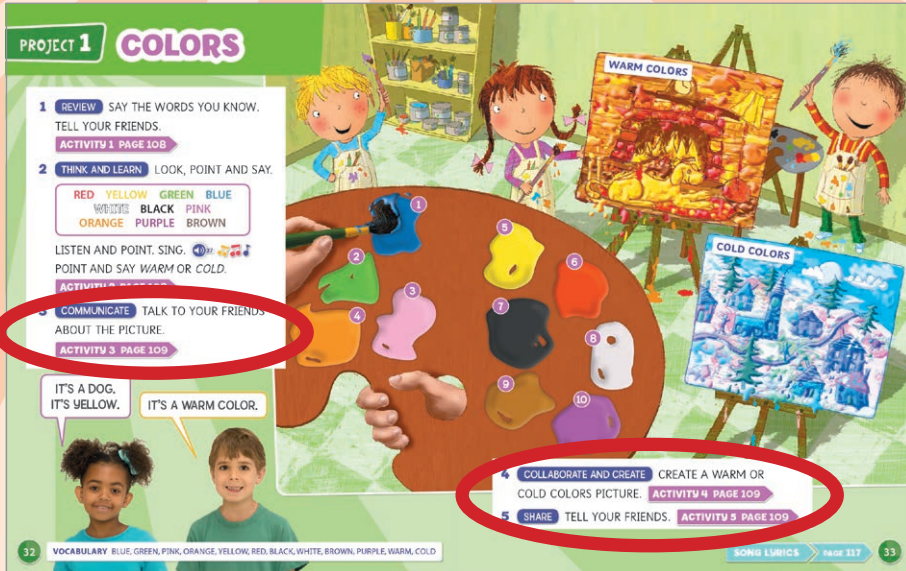 PROJECT 1 COLORS
1 REVIEW SAY THE WORDS YOU KNOW.
TELL YOUR FRIENDS.
ACTIVITY 1 PAGE 108
2 THINK AND LEARN LOOK, POINT AND SAY.
RED YELLOW GREEN BLUE
WHITE BLACK PINK
ORANGE PURPLE BROWN
LISTEN AND POINT. SING.
POINT AND SAY WARM OR COLD.
3 COMMUNICATE TALK TO YOUR FRIENDS
ABOUT THE PICTURE.
ACTIVITY 3 PAGE 109
IT'S A DOG.
IT'S YELLOW.
IT'S A WARM COLOR.
WARM COLORS
COLD COLORS
1
2
3
4
5
6
7
8
9
10
4 COLLABORATE AND CREATE CREATE A WARM OR
COLD COLORS PICTURE. ACTIVITY 4 PAGE 109
5 SHARE TELL YOUR FRIENDS. ACTIVITY 5 PAGE 109
32 VOCABULARY BLUE, GREEN, PINK, ORANGE, YELLOW, RED, BLACK, WHITE, BROWN, PURPLE, WARM, COLD
SONG LYRICS PAGE 117 33